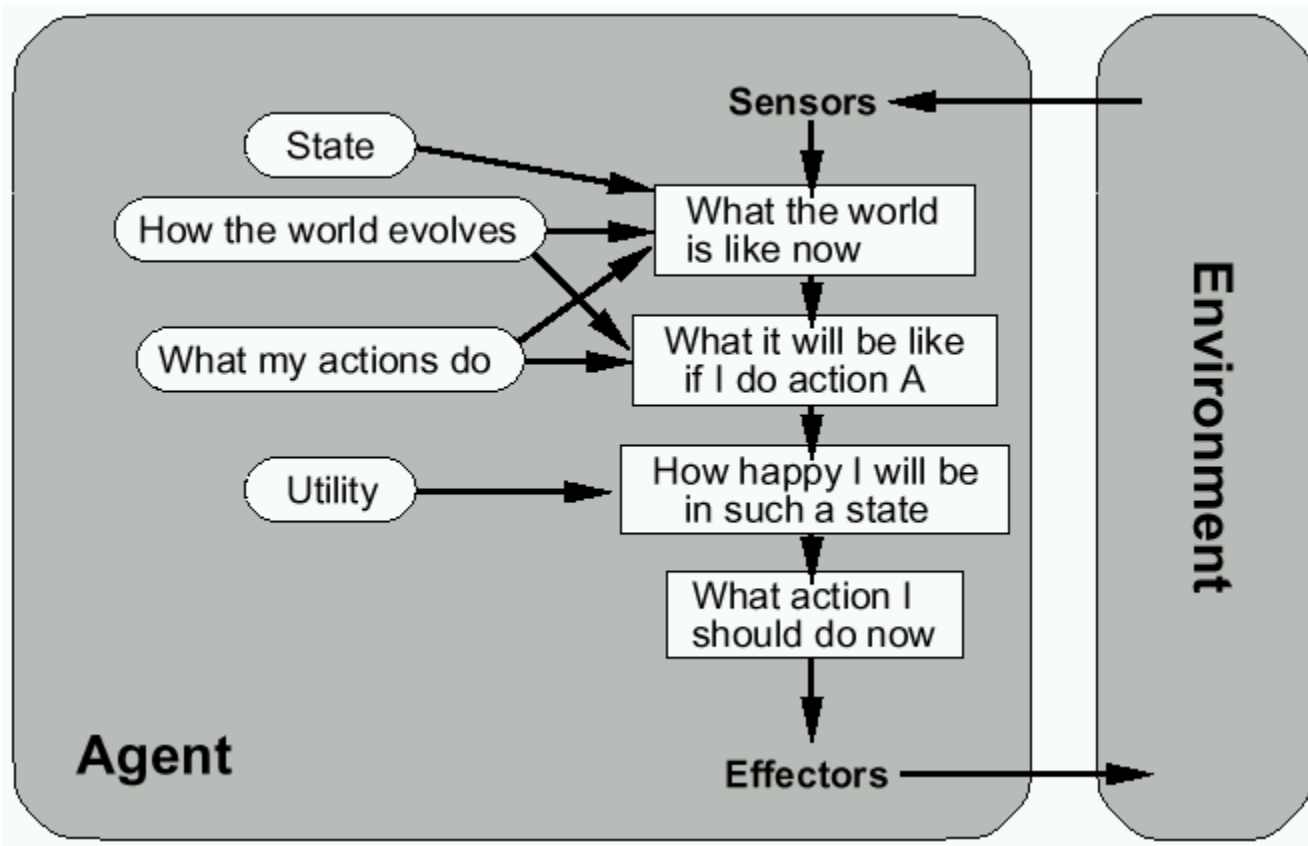 Sensors
State
What the world
is like now
How the world evolves
What my actions do
What it will be like
if I do action A
Utility
How happy I will be
in such a state
What action I
should do now
Agent
Effectors
Environment